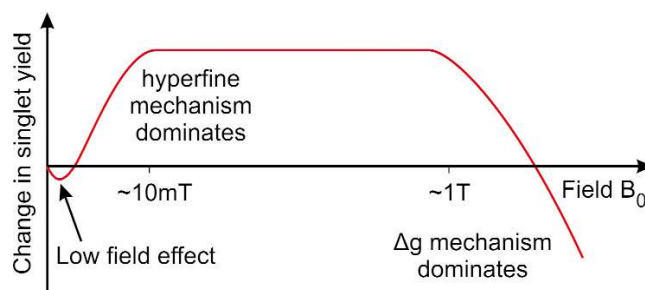 Change in singlet yield
hyperfine
mechanism
dominates
~10mT
~1T
Field B₀
Low field effect
Δg mechanism
dominates